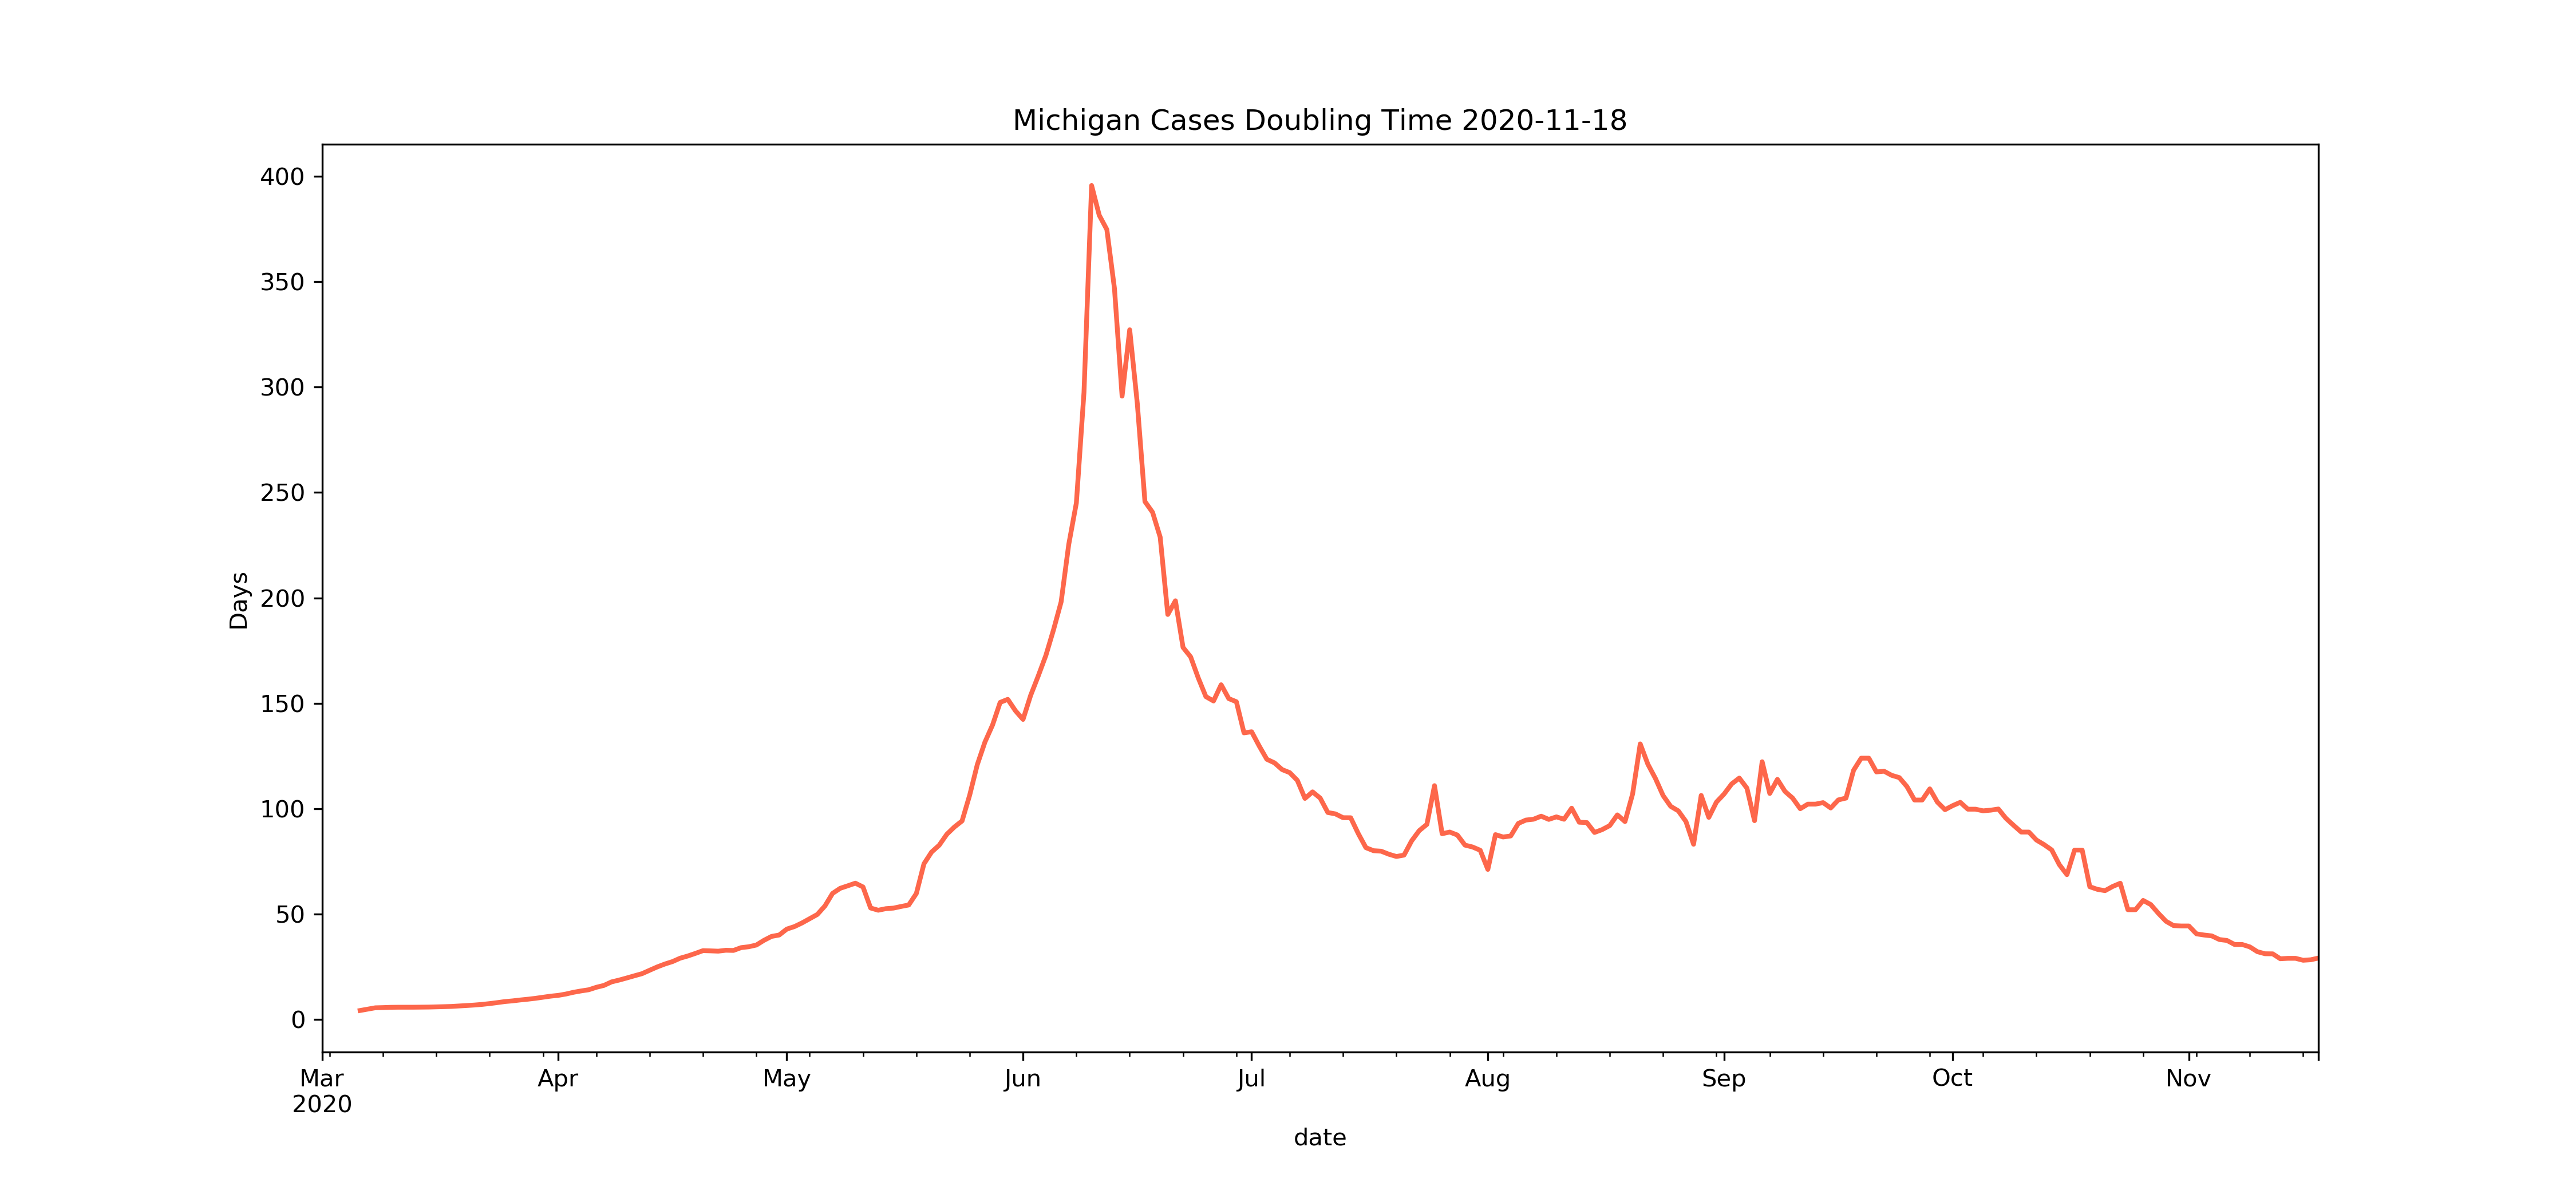 Michigan Cases Doubling Time 2020-11-18
400
350
300
250
200
150
100
50
0
Days
Mar Apr May Jun Jul Aug Sep Oct Nov
2020
date